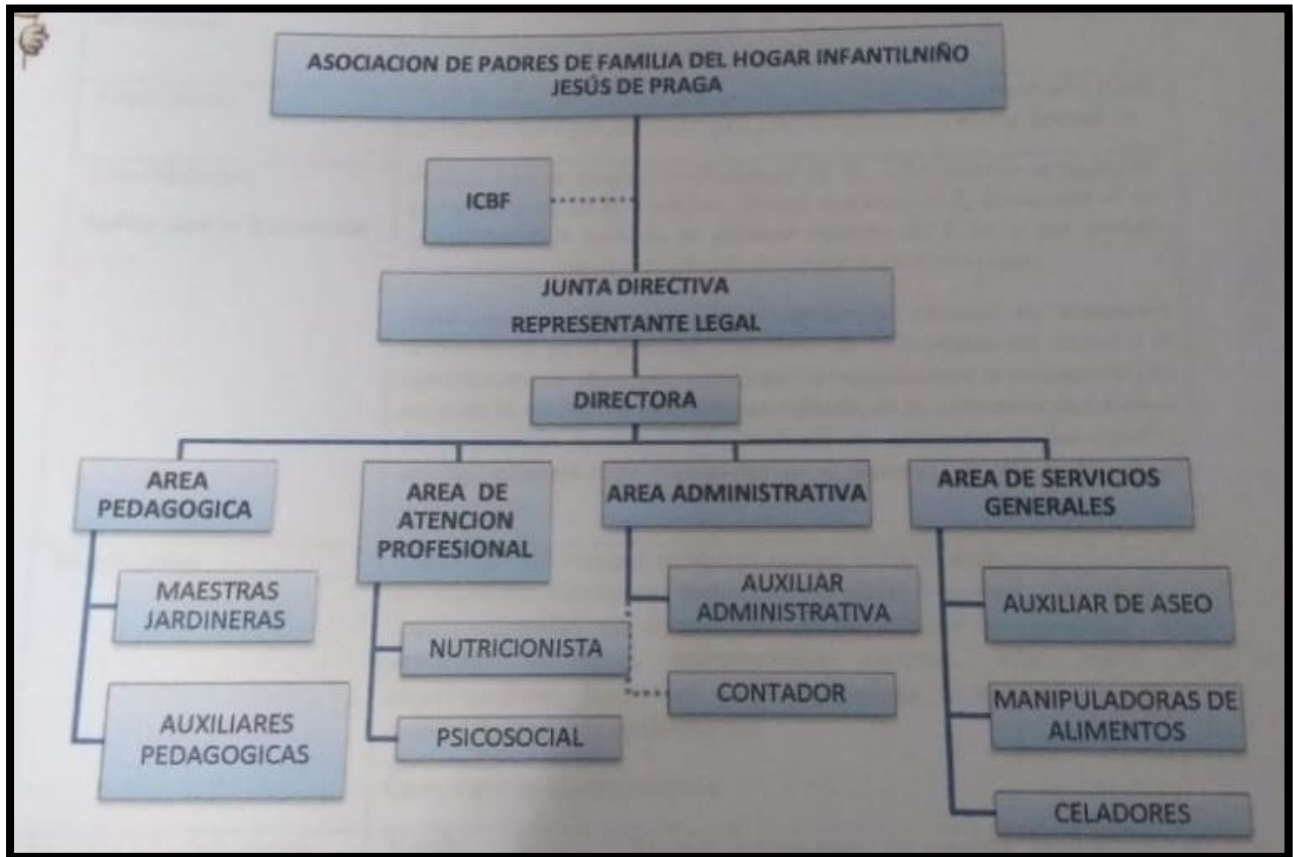 ASOCIACION DE PADRES DE FAMILIA DEL HOGAR INFANTILNIÑO
JESÚS DE PRAGA
ICBF
JUNTA DIRECTIVA
REPRESENTANTE LEGAL
DIRECTORA
AREA
PEDAGOGICA
MAESTRAS
JARDINERAS
AUXILIARES
PEDAGOGICAS
AREA DE
ATENCION
PROFESIONAL
NUTRICIONISTA
PSICOSOCIAL
AREA ADMINISTRATIVA
AUXILIAR
ADMINISTRATIVA
CONTADOR
AREA DE SERVICIOS
GENERALES
AUXILIAR DE ASEO
MANIPULADORAS DE
ALIMENTOS
CELADORES